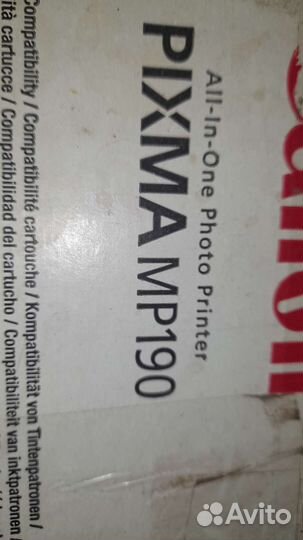 Canon
All-In-One Photo Printer
PIXMA MP190
Compatibility / Compatibilité cartouche / Kompatibilität von Tintenpatronen /
ità cartucce / Compatibilidad del cartucho / Compatibiliteit van inktpatronen /
Avito